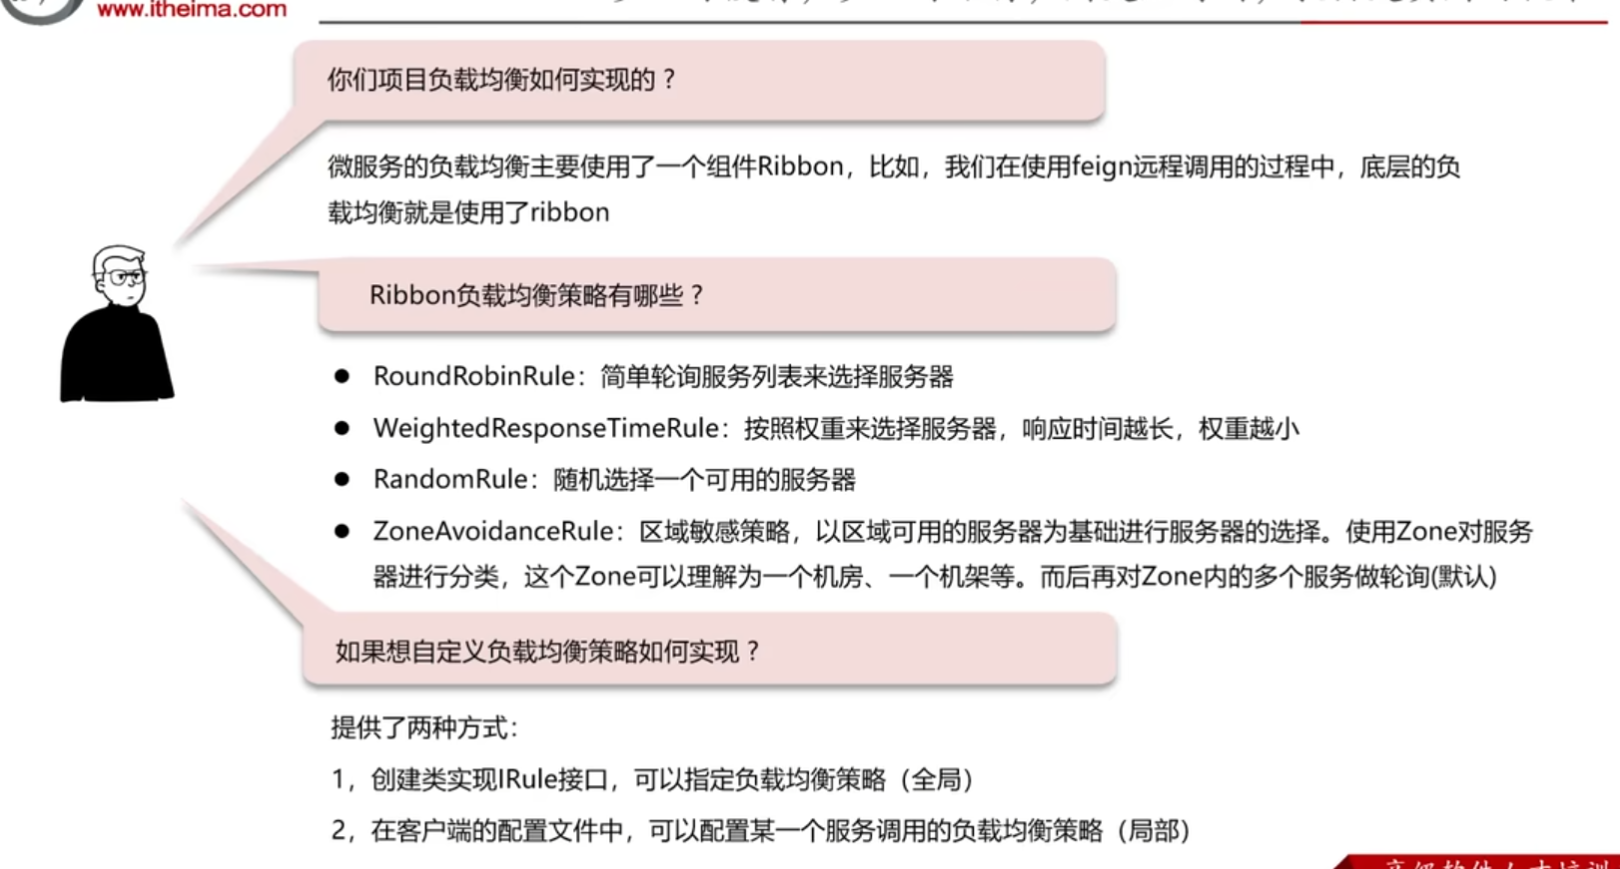 www.itheima.com
你们项目负载均衡如何实现的？
微服务的负载均衡主要使用了一个组件Ribbon，比如，我们在使用feign远程调用的过程中，底层的负
载均衡就是使用了ribbon
Ribbon负载均衡策略有哪些？
● RoundRobinRule：简单轮询服务列表来选择服务器
● WeightedResponseTimeRule：按照权重来选择服务器，响应时间越长，权重越小
● RandomRule：随机选择一个可用的服务器
● ZoneAvoidanceRule：区域敏感策略，以区域可用的服务器为基础进行服务器的选择。使用Zone对服务
器进行分类，这个Zone可以理解为一个机房、一个机架等。而后再对Zone内的多个服务做轮询(默认)
如果想自定义负载均衡策略如何实现？
提供了两种方式：
1，创建类实现IRule接口，可以指定负载均衡策略（全局）
2，在客户端的配置文件中，可以配置某一个服务调用的负载均衡策略（局部）